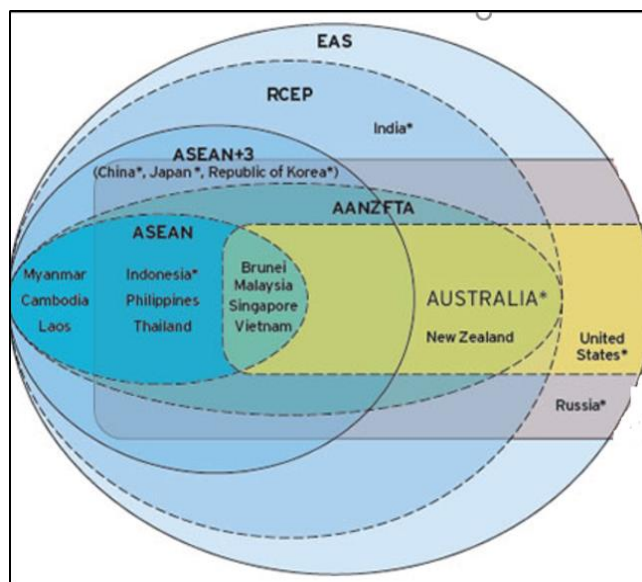 EAS
RCEP
India*
ASEAN+3
(China*, Japan *, Republic of Korea*)
AANZFTA
ASEAN
Myanmar
Cambodia
Laos
Indonesia*
Philippines
Thailand
Brunei
Malaysia
Singapore
Vietnam
AUSTRALIA*
New Zealand
United
States*
Russia*